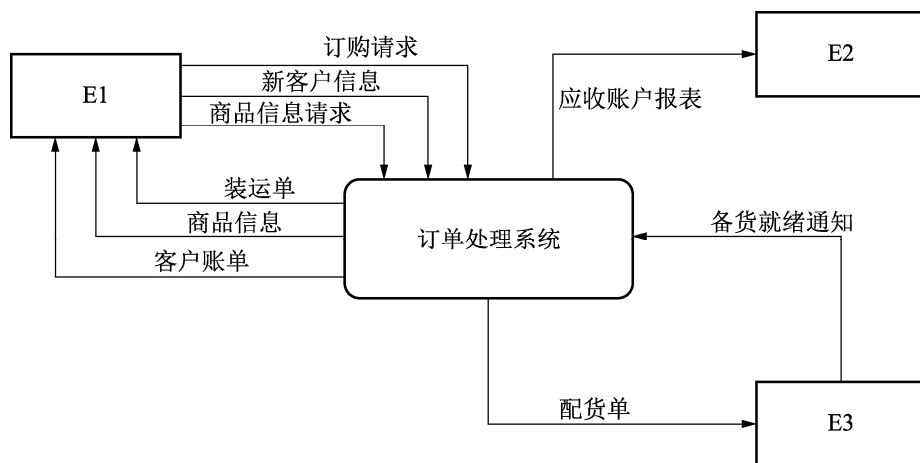 订购请求
E1
新客户信息
商品信息请求
E2
应收账户报表
装运单
商品信息
客户账单
订单处理系统
备货就绪通知
配货单
E3